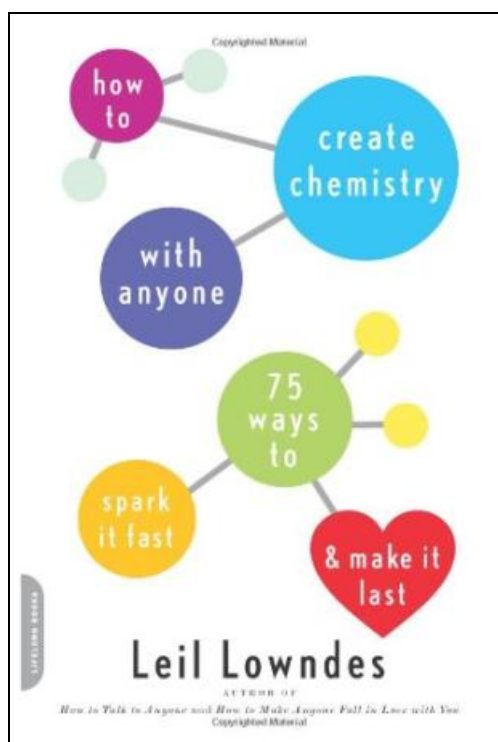 Copyrighted Material
how
to
create
chemistry
with
anyone
75
ways
to
spark
it fast
& make it
last
LIFELONG BOOKS
Leil Lowndes
AUTHOR OF
How to Talk to Anyone and How to Make Anyone Fall in Love with You
Copyrighted Material